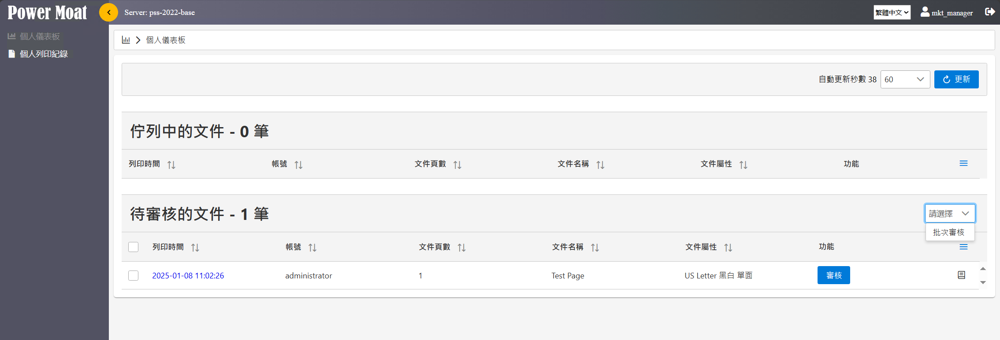 Power Moat
Server: pss-2022-base
繁體中文
mkt_manager
個人儀表板
個人列印紀錄
個人儀表板
自動更新秒數 38
60
更新
佇列中的文件 - 0 筆
列印時間 帳號 文件頁數 文件名稱 文件屬性 功能
待審核的文件 - 1 筆
請選擇
批次審核
列印時間 帳號 文件頁數 文件名稱 文件屬性 功能
2025-01-08 11:02:26 administrator 1 Test Page US Letter 黑白 單面 審核